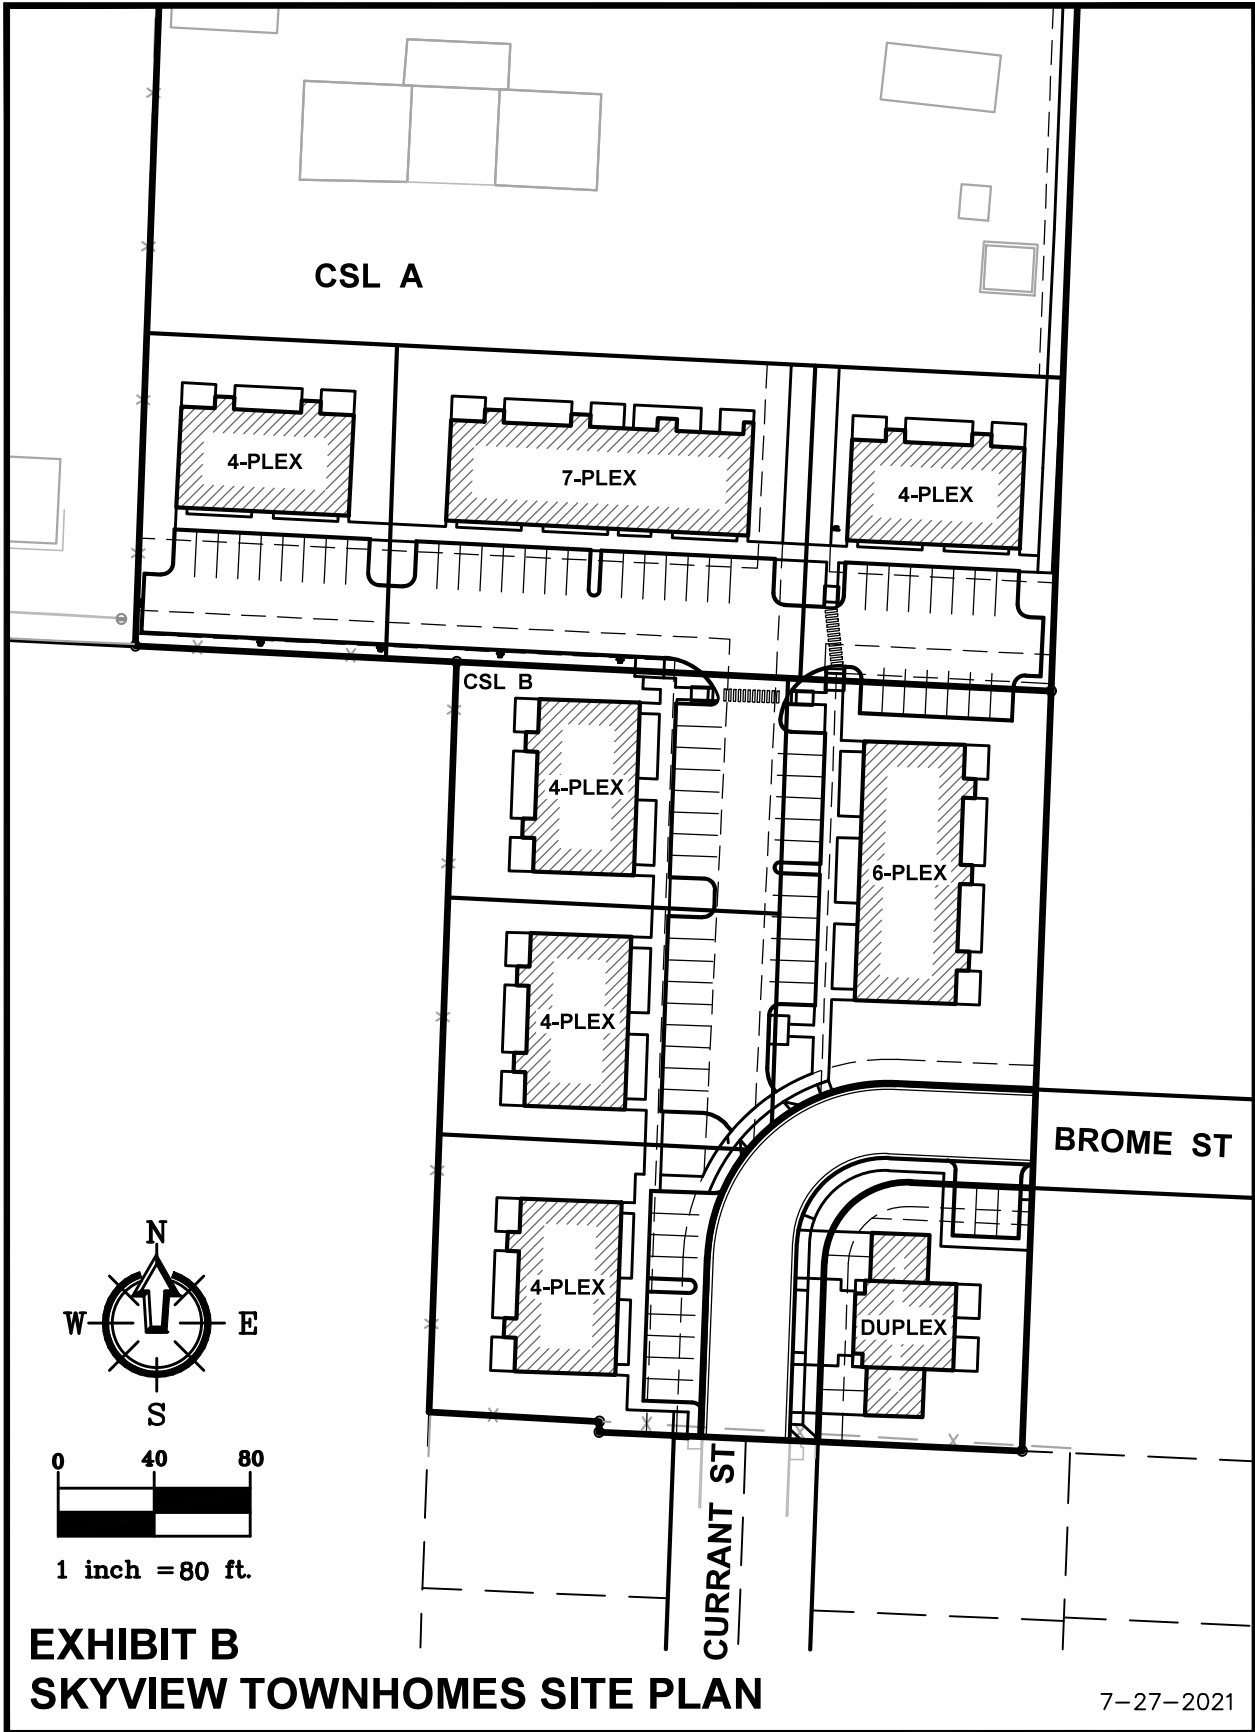 CSL A
4-PLEX
7-PLEX
4-PLEX
CSL B
4-PLEX
6-PLEX
4-PLEX
BROME ST
4-PLEX
DUPLEX
N
W E
S
0 40 80
1 inch = 80 ft.
CURRANT ST
EXHIBIT B
SKYVIEW TOWNHOMES SITE PLAN
7-27-2021